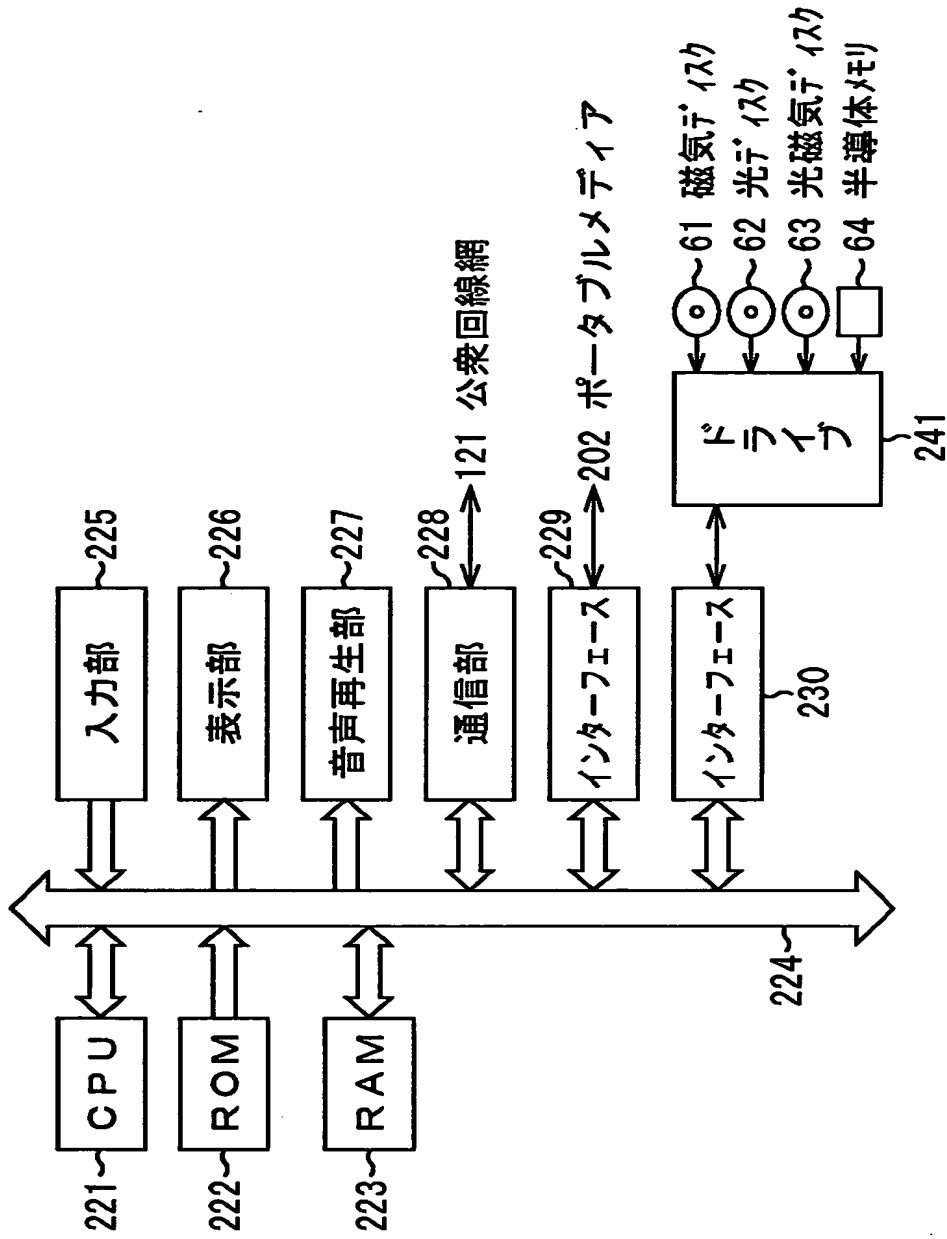 221
CPU
222
ROM
223
RAM
224
225
入力部
226
表示部
227
音声再生部
228
通信部
121 公衆回線網
229
インターフェース
202 ポータブルメディア
230
インターフェース
241
ドライブ
61 磁気ディスク
62 光ディスク
63 光磁気ディスク
64 半導体メモリ